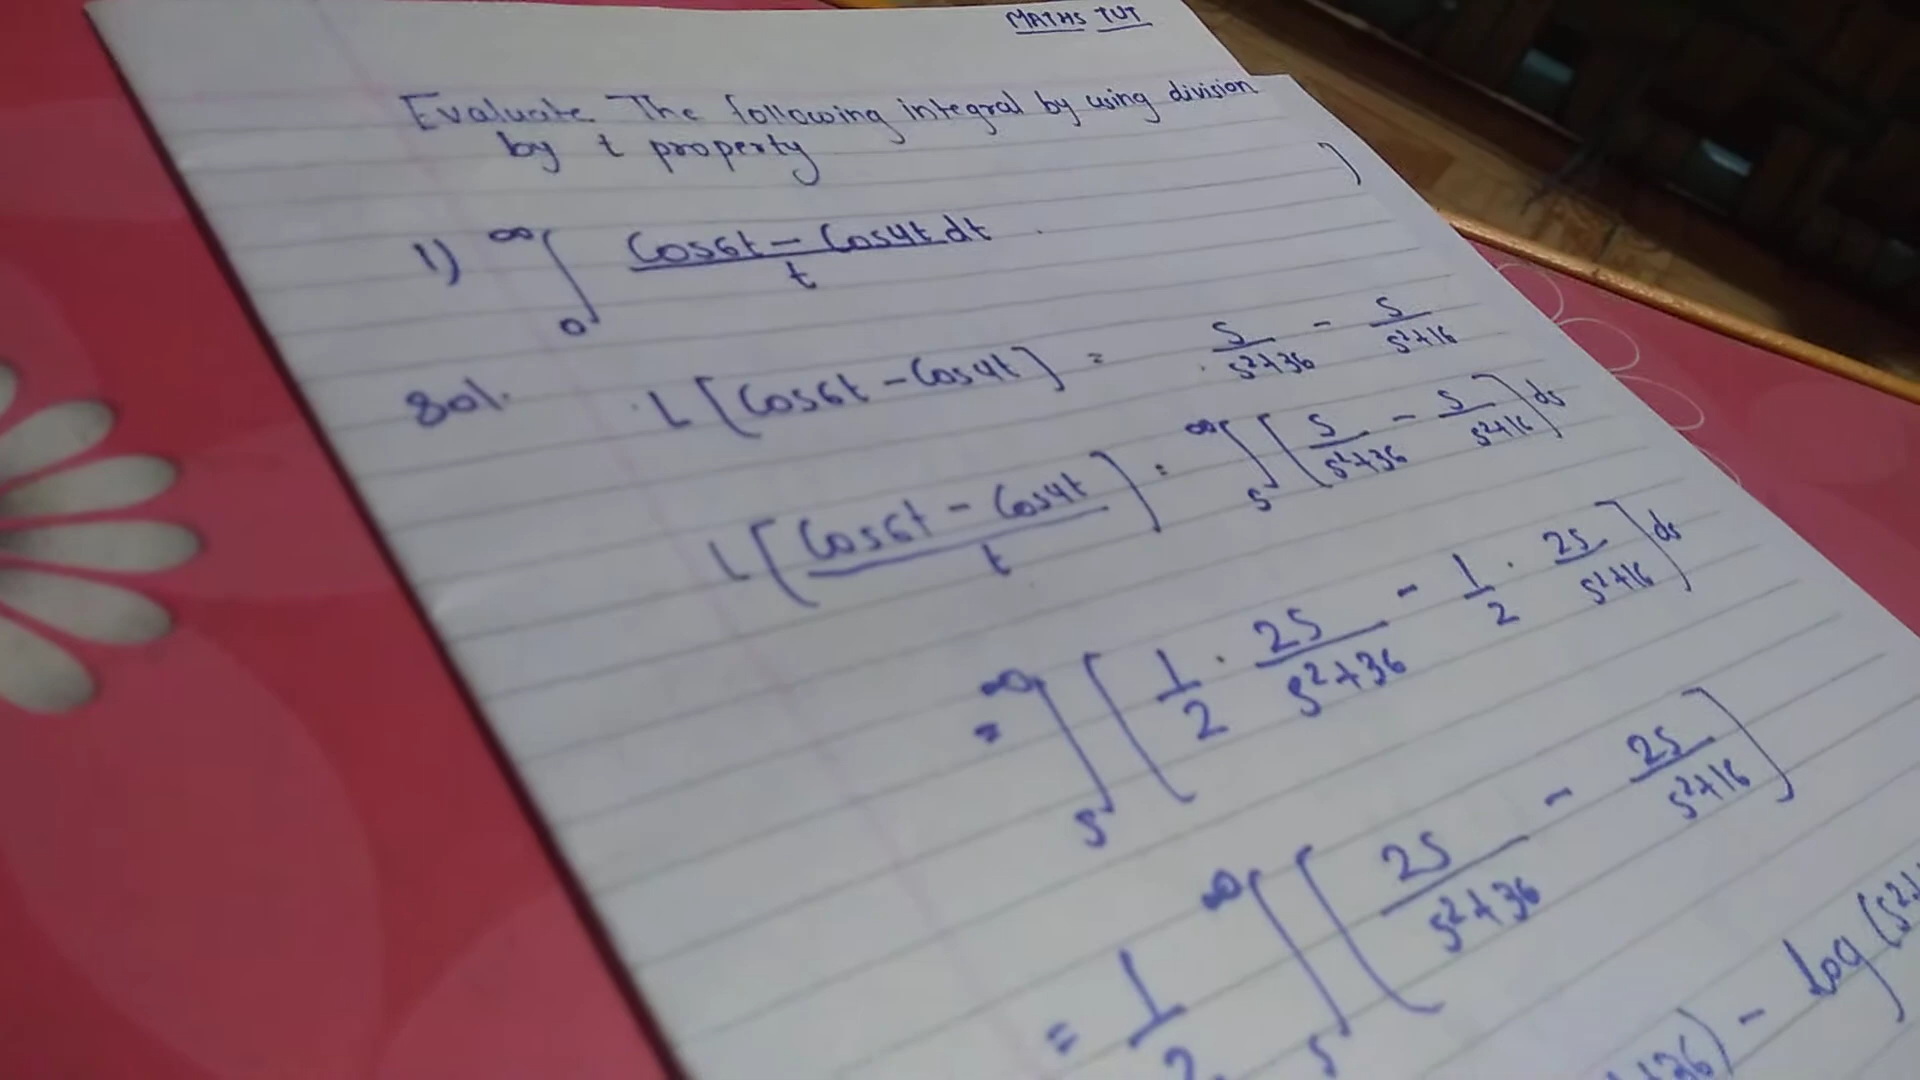 MATHS TUT
Evaluate The following integral by using division
by t property
1) ∞∫0 (Cos6t - Cos4t dt)/t
Sol. L[Cos6t - Cos4t] = s/(s²+36) - s/(s²+16)
L[(Cos6t - Cos4t)/t] = ∞∫s [s/(s²+36) - s/(s²+16)] ds
= ∞∫s [1/2 · 2s/(s²+36) - 1/2 · 2s/(s²+16)] ds
= 1/2 ∞∫s [2s/(s²+36) - 2s/(s²+16)]
+36) - log(s²+